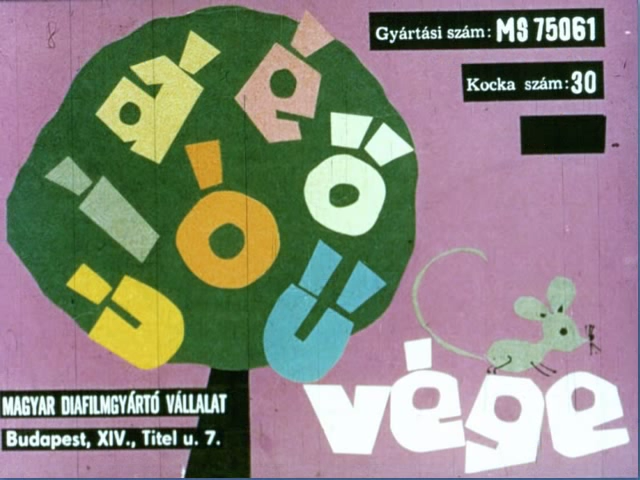 Gyártási szám: MS 75061
Kocka szám: 30
á é
í ó ő
ú ű
vége
MAGYAR DIAFILMGYÁRTÓ VÁLLALAT
Budapest, XIV., Titel u. 7.